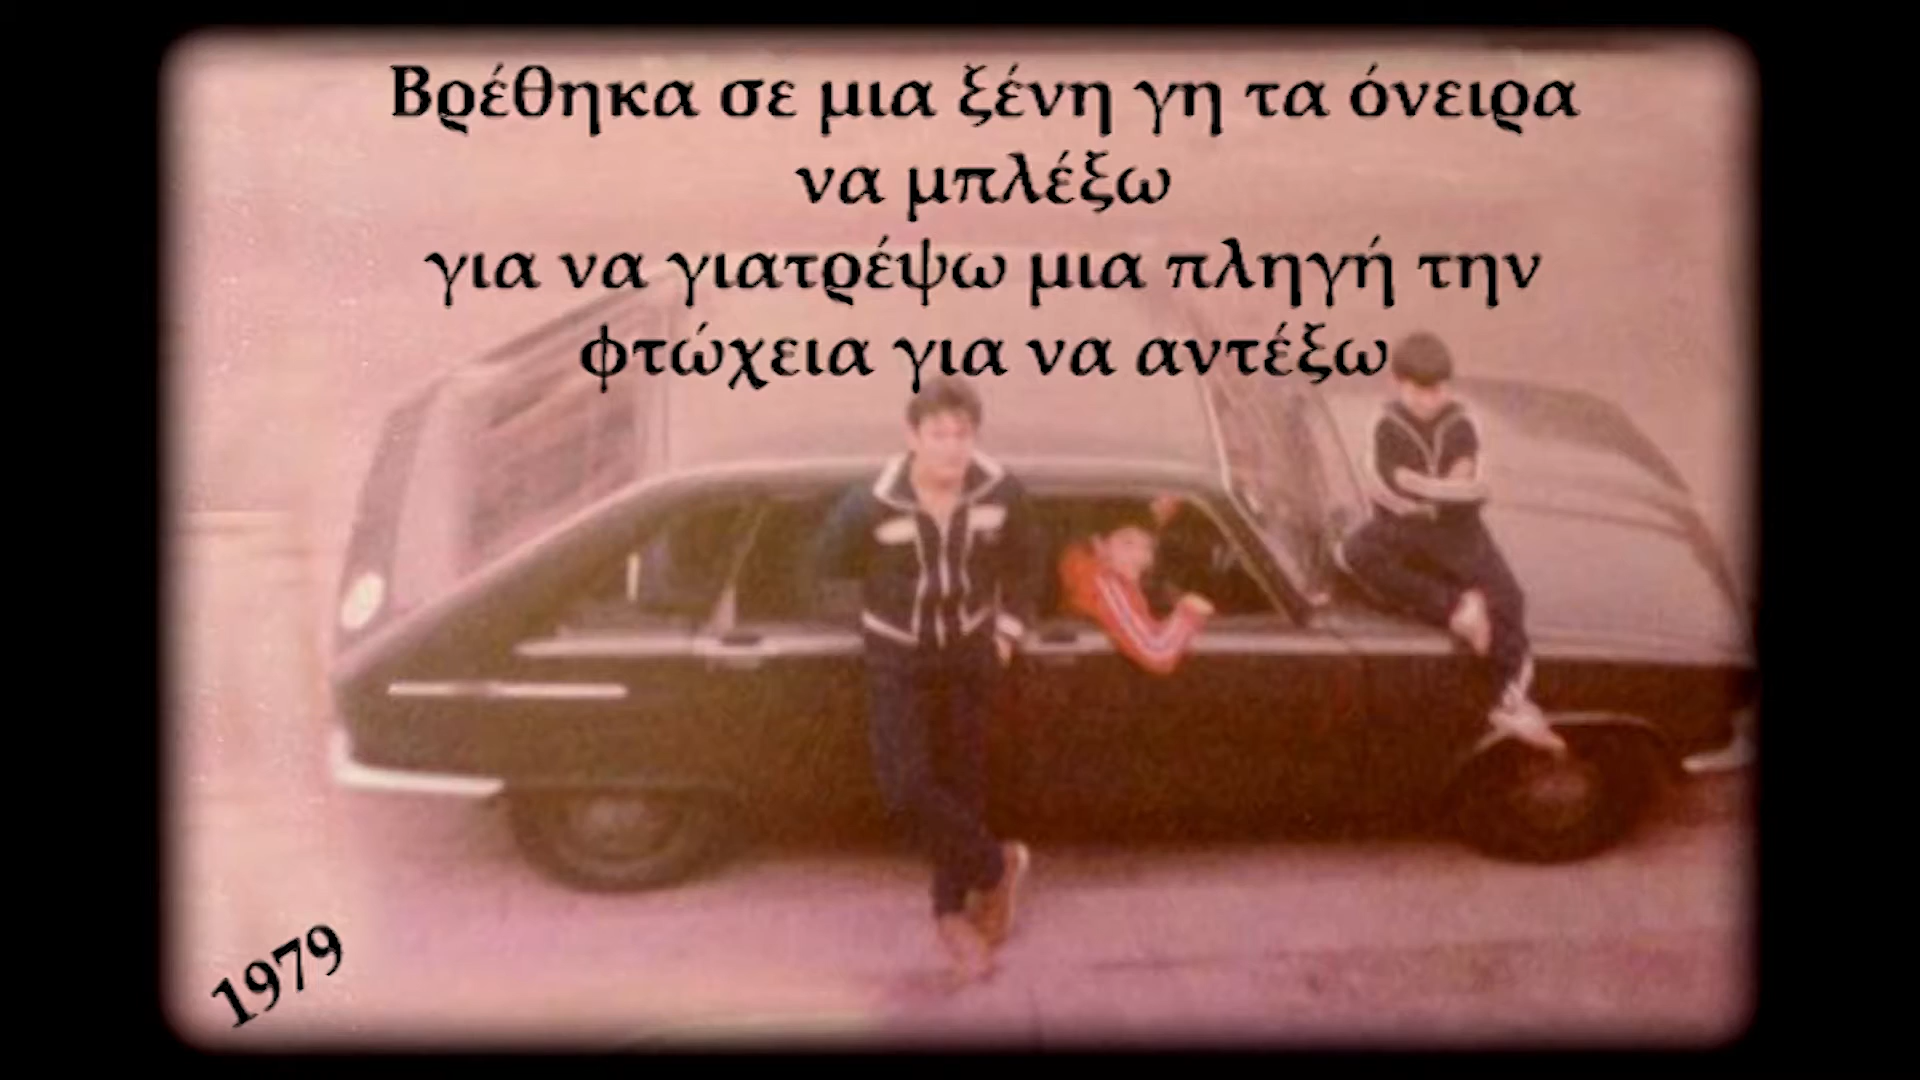 Βρέθηκα σε μια ξένη γη τα όνειρα
να μπλέξω
για να γιατρέψω μια πληγή την
φτώχεια για να αντέξω
1979